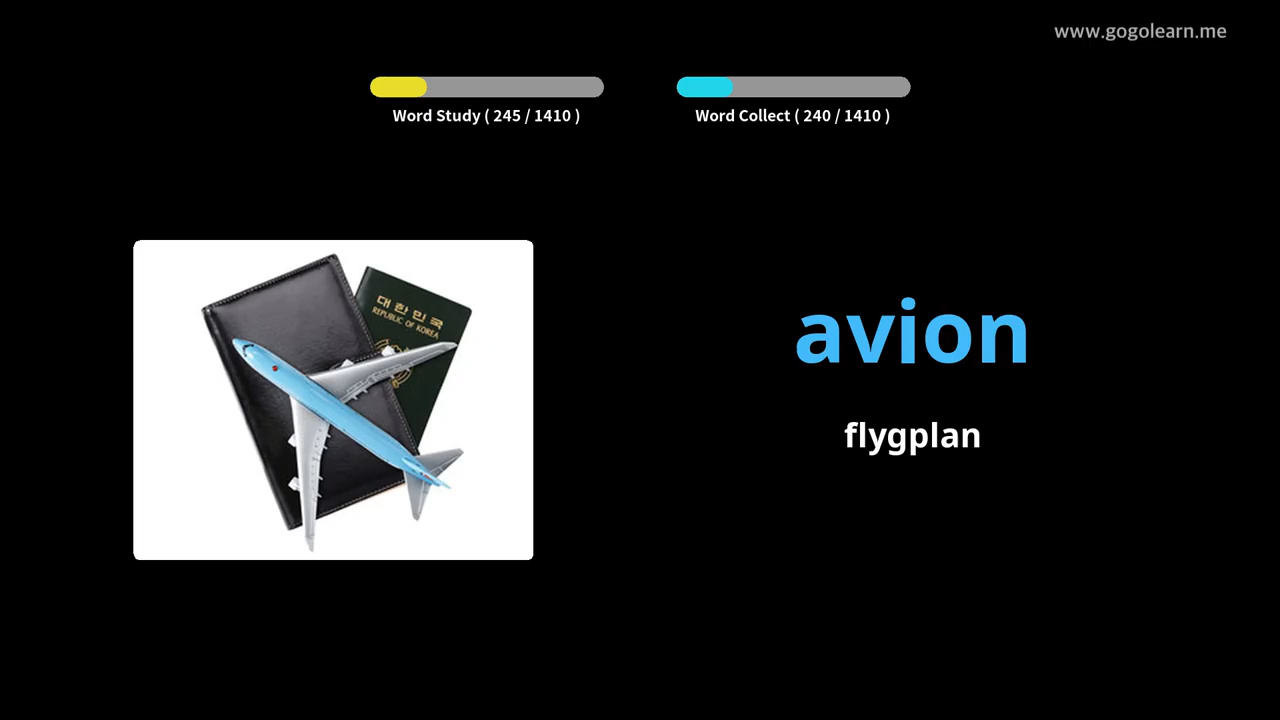 www.gogolearn.me
Word Study ( 245 / 1410 )
Word Collect ( 240 / 1410 )
대한민국
REPUBLIC OF KOREA
avion
flygplan